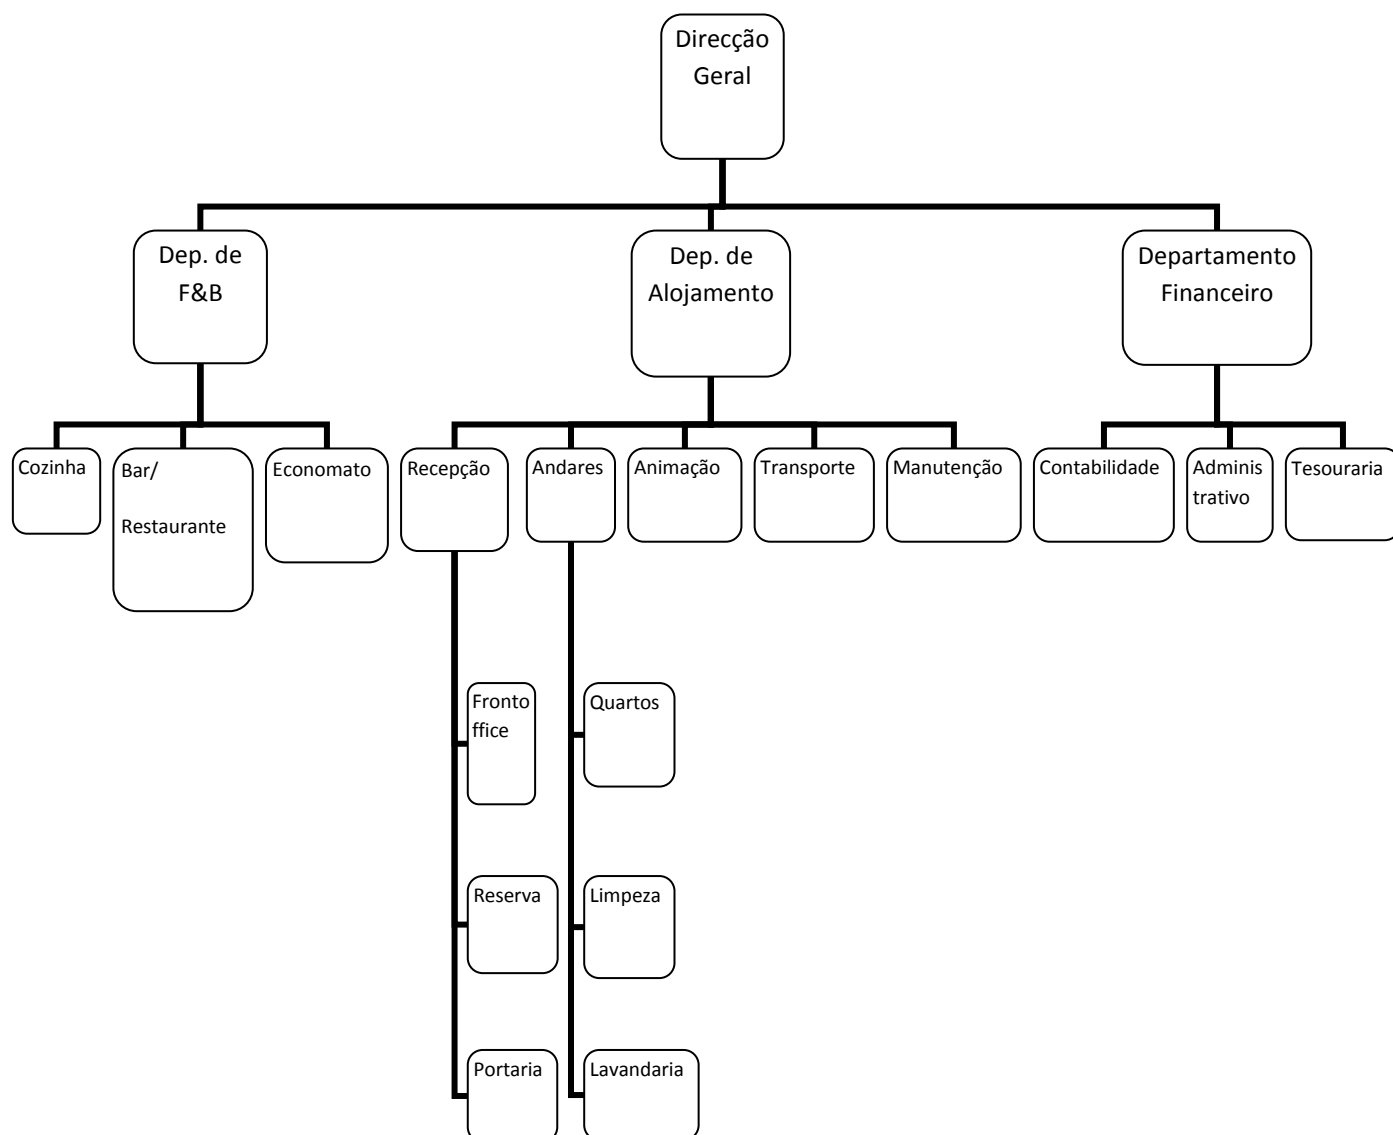 Direcção
Geral
Dep. de
F&B
Dep. de
Alojamento
Departamento
Financeiro
Cozinha
Bar/
Restaurante
Economato
Recepção
Andares
Animação
Transporte
Manutenção
Contabilidade
Adminis
trativo
Tesouraria
Fronto
ffice
Quartos
Reserva
Limpeza
Portaria
Lavandaria